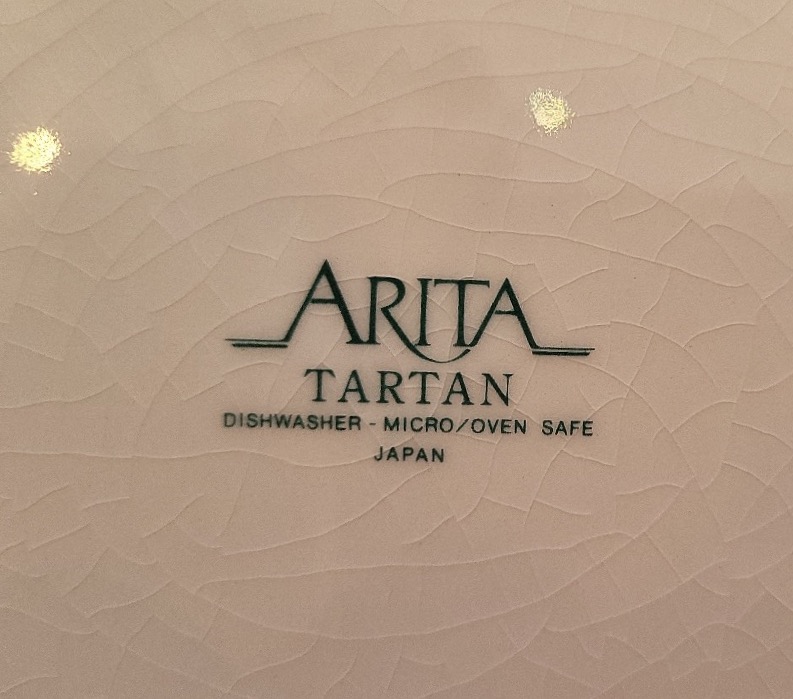 ARITA
TARTAN
DISHWASHER - MICRO/OVEN SAFE
JAPAN